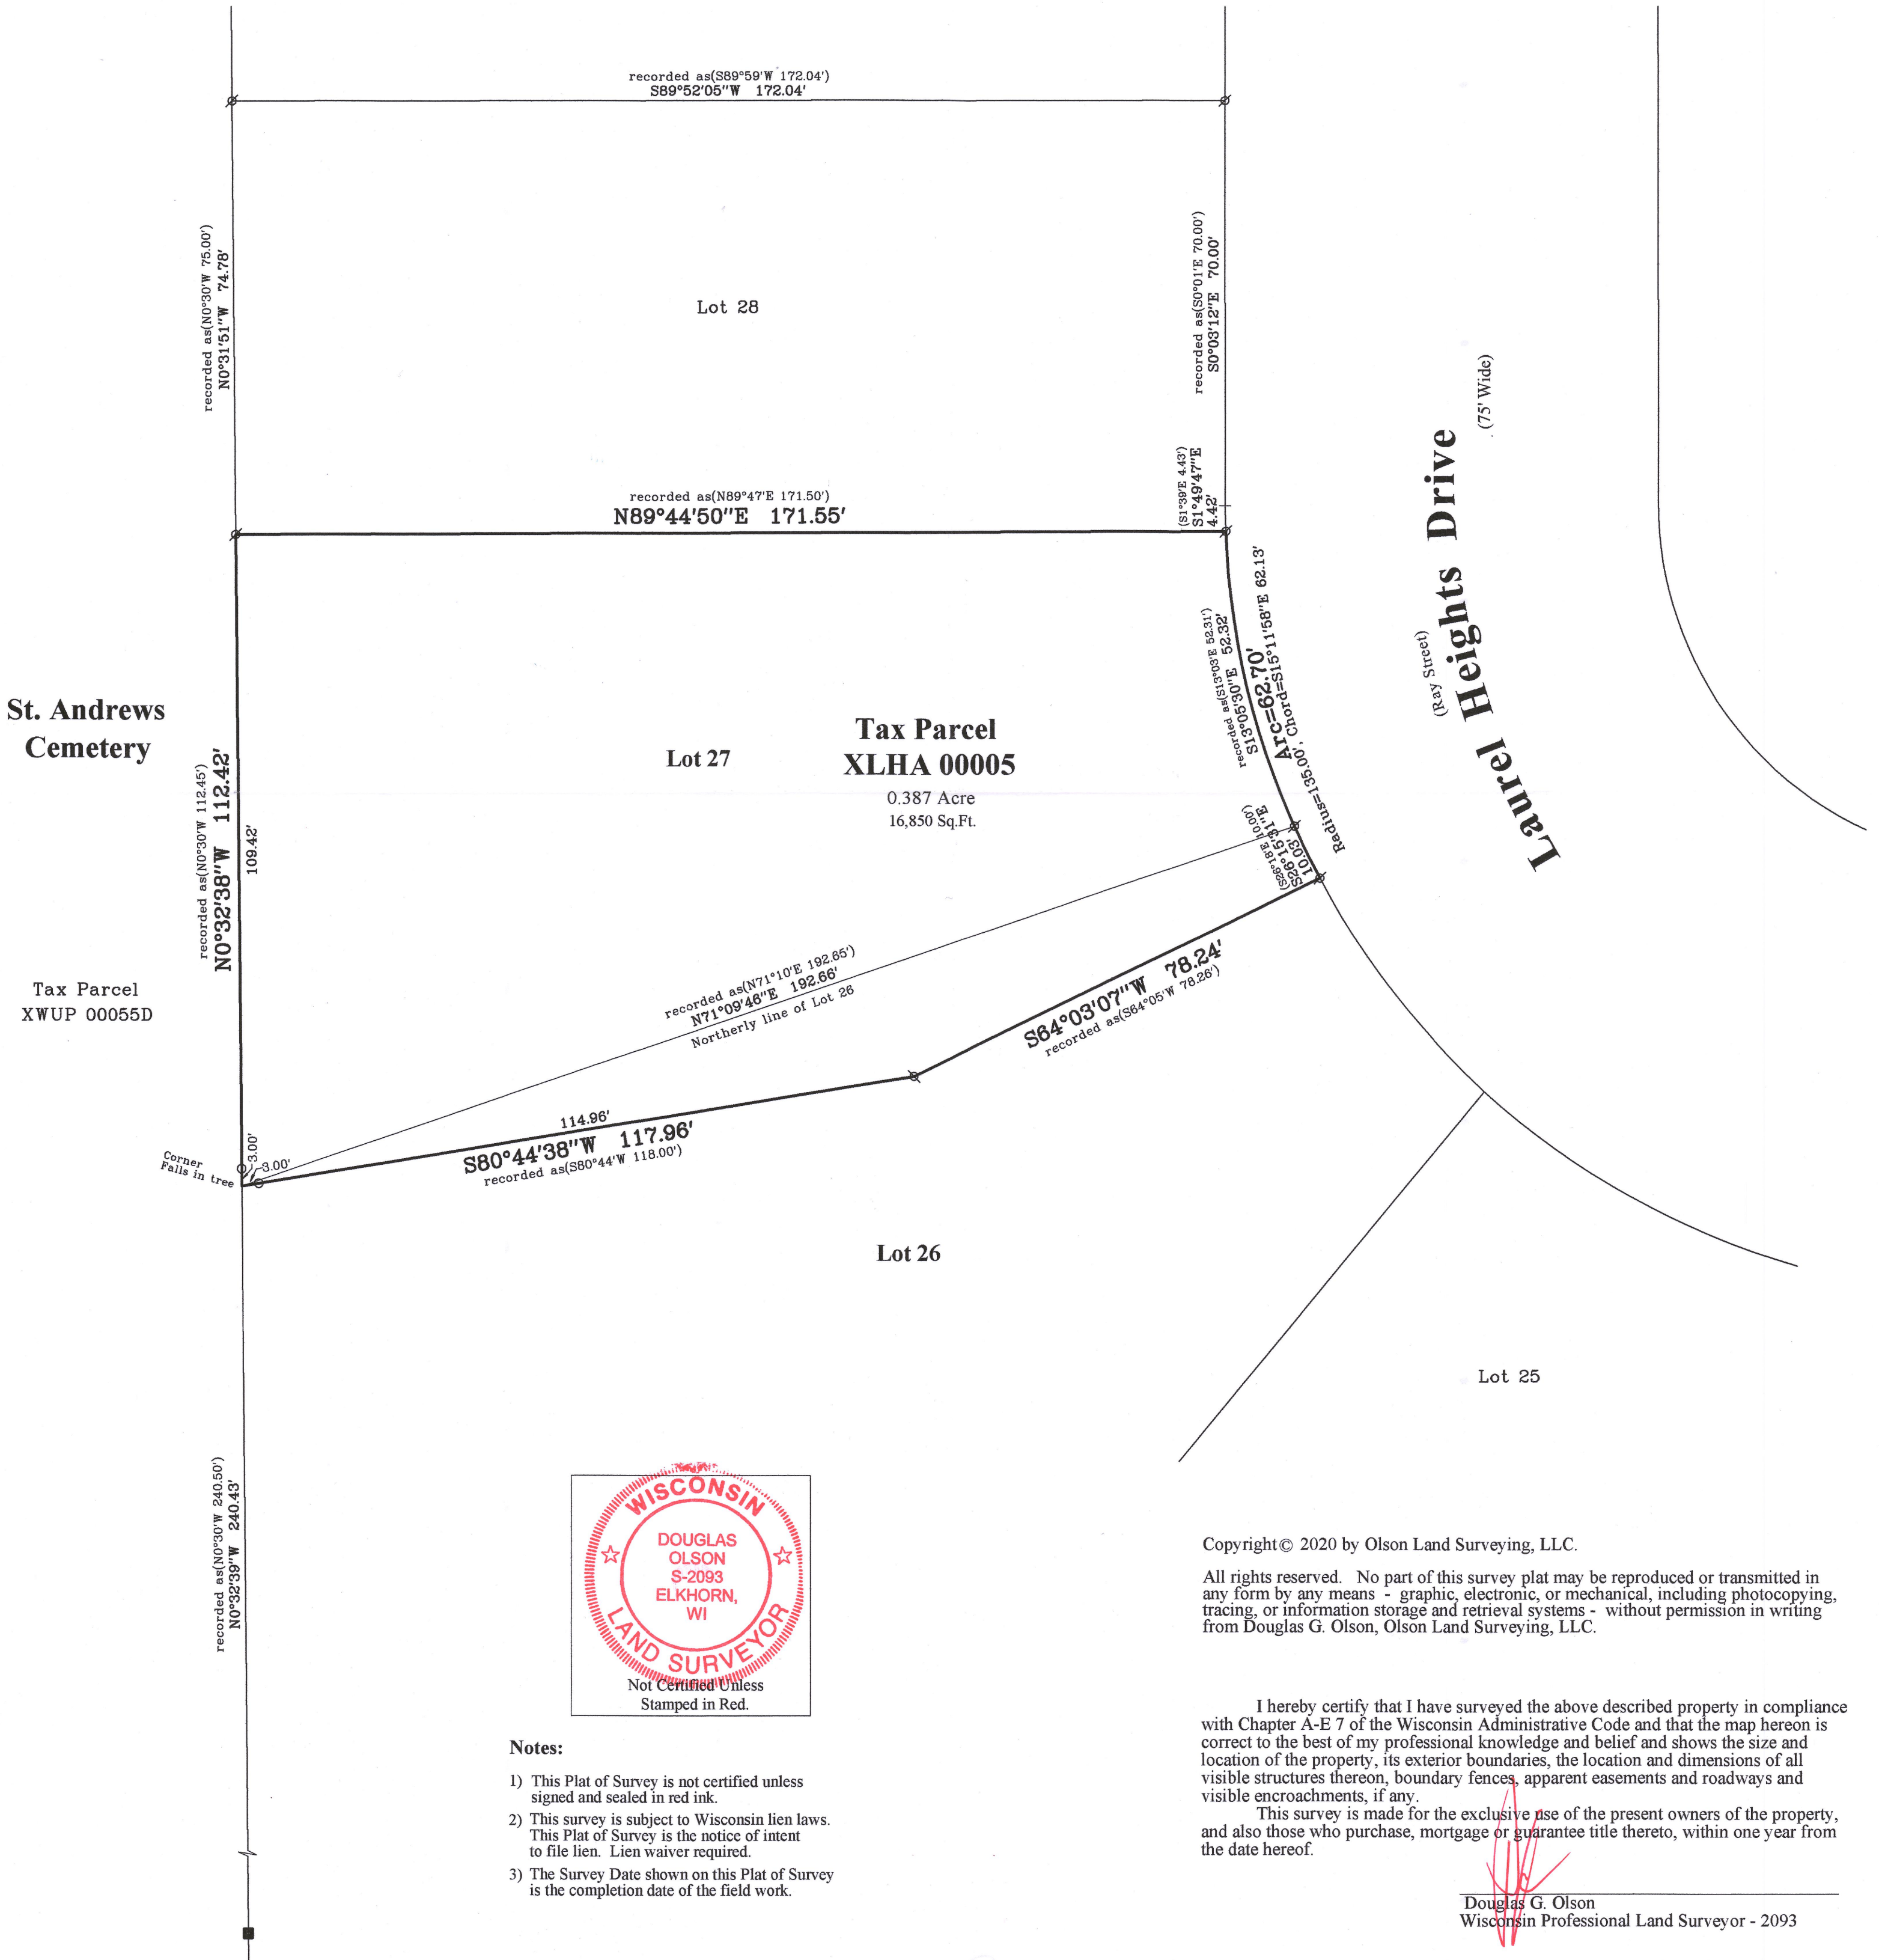 recorded as(S89°59'W 172.04')
S89°52'05"W 172.04'
recorded as(N0°30'W 75.00')
N0°31'51"W 74.78'
Lot 28
recorded as(S0°01'E 70.00')
S0°03'12"E 70.00'
(75' Wide)
(S1°39'E 4.43')
S1°49'47"E
4.42'
recorded as(N89°47'E 171.50')
N89°44'50"E 171.55'
Laurel Heights Drive
(Ray Street)
recorded as(S13°03'E 52.31')
S13°05'30"E 52.32'
Arc=62.70'
Radius=135.00', Chord=S15°11'58"E 62.13'
St. Andrews
Cemetery
Lot 27
Tax Parcel
XLHA 00005
0.387 Acre
16,850 Sq.Ft.
recorded as(N0°30'W 112.45')
N0°32'38"W 112.42'
109.42'
(S26°18'E 10.00')
S26°15'31"E
10.03'
recorded as(N71°10'E 192.65')
N71°09'46"E 192.66'
Northerly line of Lot 26
S64°03'07"W 78.24'
recorded as(S64°05'W 78.26')
Tax Parcel
XWUP 00055D
114.96'
S80°44'38"W 117.96'
recorded as(S80°44'W 118.00')
3.00'
3.00'
Corner
Falls in tree
Lot 26
Lot 25
recorded as(N0°30'W 240.50')
N0°32'39"W 240.43'
WISCONSIN
DOUGLAS
OLSON
S-2093
ELKHORN,
WI
LAND SURVEYOR
Not Certified Unless
Stamped in Red.
Notes:
1) This Plat of Survey is not certified unless
signed and sealed in red ink.
2) This survey is subject to Wisconsin lien laws.
This Plat of Survey is the notice of intent
to file lien. Lien waiver required.
3) The Survey Date shown on this Plat of Survey
is the completion date of the field work.
Copyright© 2020 by Olson Land Surveying, LLC.
All rights reserved. No part of this survey plat may be reproduced or transmitted in
any form by any means - graphic, electronic, or mechanical, including photocopying,
tracing, or information storage and retrieval systems - without permission in writing
from Douglas G. Olson, Olson Land Surveying, LLC.
I hereby certify that I have surveyed the above described property in compliance
with Chapter A-E 7 of the Wisconsin Administrative Code and that the map hereon is
correct to the best of my professional knowledge and belief and shows the size and
location of the property, its exterior boundaries, the location and dimensions of all
visible structures thereon, boundary fences, apparent easements and roadways and
visible encroachments, if any.
This survey is made for the exclusive use of the present owners of the property,
and also those who purchase, mortgage or guarantee title thereto, within one year from
the date hereof.
Douglas G. Olson
Wisconsin Professional Land Surveyor - 2093